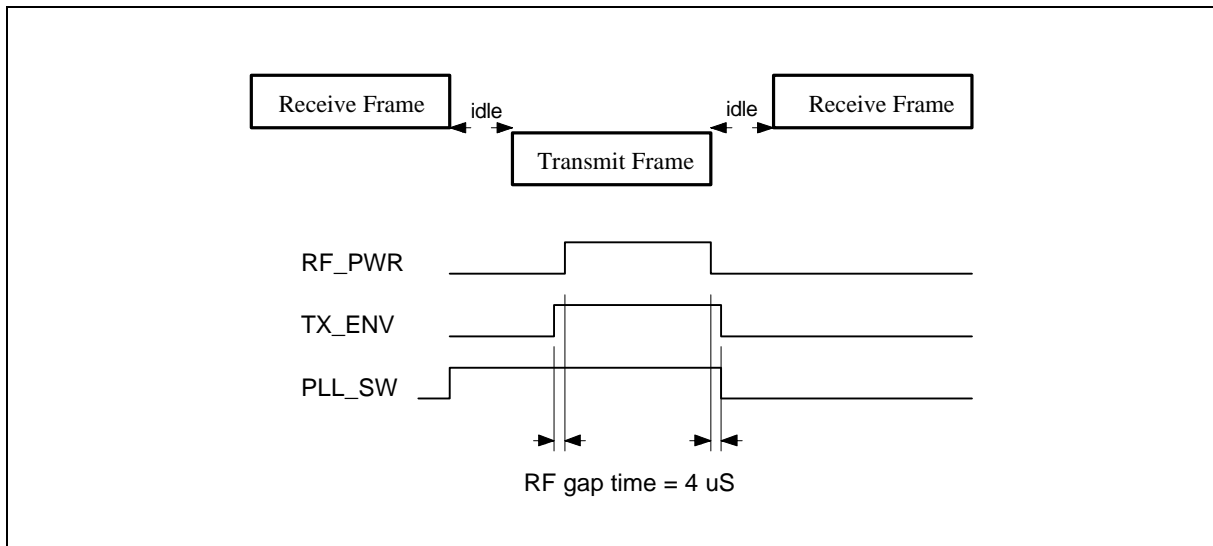 Receive Frame
idle
Transmit Frame
idle
Receive Frame
RF_PWR
TX_ENV
PLL_SW
RF gap time = 4 uS